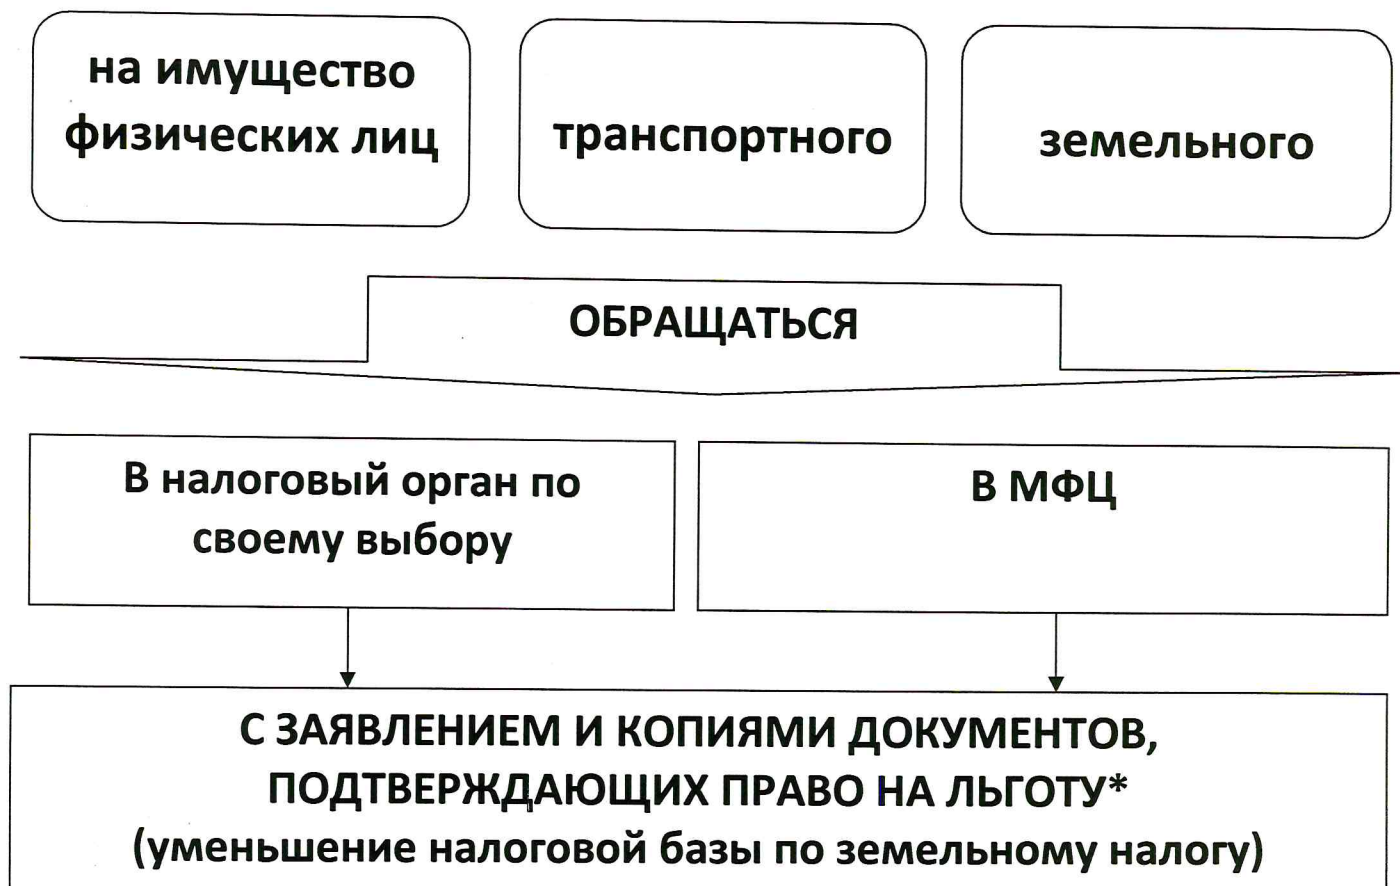 на имущество
физических лиц
транспортного
земельного
ОБРАЩАТЬСЯ
В налоговый орган по
своему выбору
В МФЦ
С ЗАЯВЛЕНИЕМ И КОПИЯМИ ДОКУМЕНТОВ,
ПОДТВЕРЖДАЮЩИХ ПРАВО НА ЛЬГОТУ*
(уменьшение налоговой базы по земельному налогу)